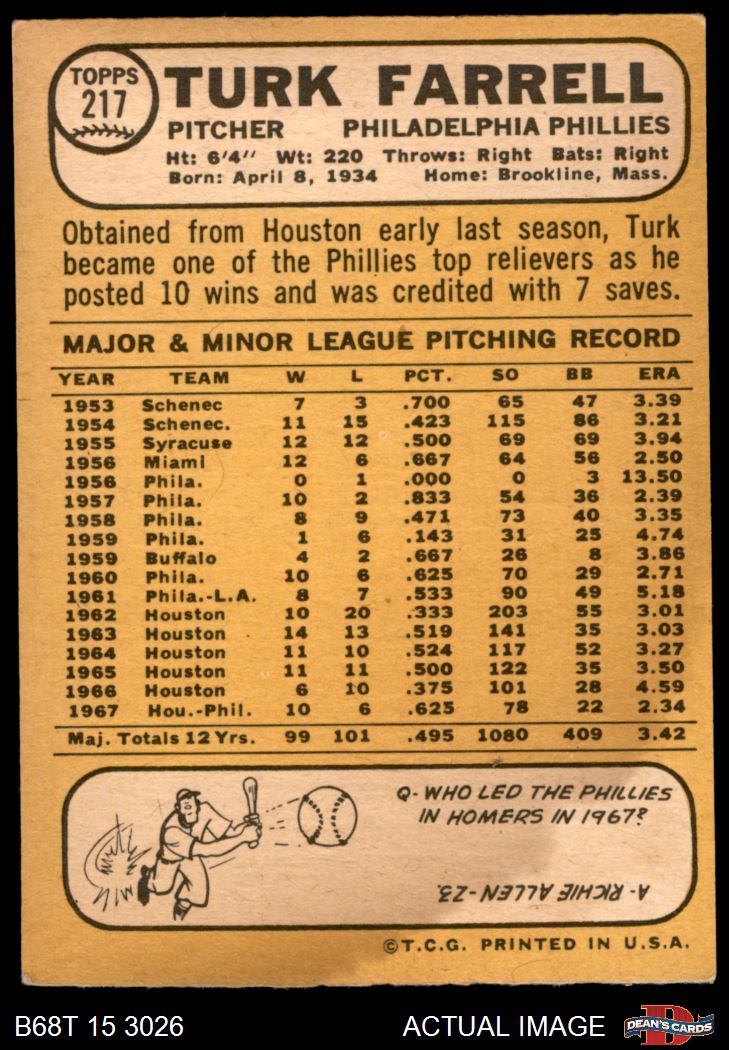 TOPPS
217
TURK FARRELL
PITCHER PHILADELPHIA PHILLIES
Ht: 6'4" Wt: 220 Throws: Right Bats: Right
Born: April 8, 1934 Home: Brookline, Mass.
Obtained from Houston early last season, Turk
became one of the Phillies top relievers as he
posted 10 wins and was credited with 7 saves.
MAJOR & MINOR LEAGUE PITCHING RECORD
YEAR TEAM W L PCT. SO BB ERA
1953 Schenec 7 3 .700 65 47 3.39
1954 Schenec. 11 15 .423 115 86 3.21
1955 Syracuse 12 12 .500 69 69 3.94
1956 Miami 12 6 .667 64 56 2.50
1956 Phila. 0 1 .000 0 3 13.50
1957 Phila. 10 2 .833 54 36 2.39
1958 Phila. 8 9 .471 73 40 3.35
1959 Phila. 1 6 .143 31 25 4.74
1959 Buffalo 4 2 .667 26 8 3.86
1960 Phila. 10 6 .625 70 29 2.71
1961 Phila.-L.A. 8 7 .533 90 49 5.18
1962 Houston 10 20 .333 203 55 3.01
1963 Houston 14 13 .519 141 35 3.03
1964 Houston 11 10 .524 117 52 3.27
1965 Houston 11 11 .500 122 35 3.50
1966 Houston 6 10 .375 101 28 4.59
1967 Hou.-Phil. 10 6 .625 78 22 2.34
Maj. Totals 12 Yrs. 99 101 .495 1080 409 3.42
Q- WHO LED THE PHILLIES
IN HOMERS IN 1967?
A- RICHIE ALLEN-23.
©T.C.G. PRINTED IN U.S.A.
B68T 15 3026 ACTUAL IMAGE
D
DEAN'S CARDS